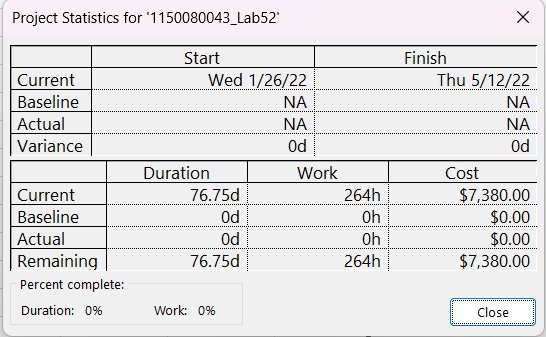 Project Statistics for '1150080043_Lab52'
Start Finish
Current Wed 1/26/22 Thu 5/12/22
Baseline NA NA
Actual NA NA
Variance 0d 0d
Duration Work Cost
Current 76.75d 264h $7,380.00
Baseline 0d 0h $0.00
Actual 0d 0h $0.00
Remaining 76.75d 264h $7,380.00
Percent complete:
Duration: 0% Work: 0%
Close